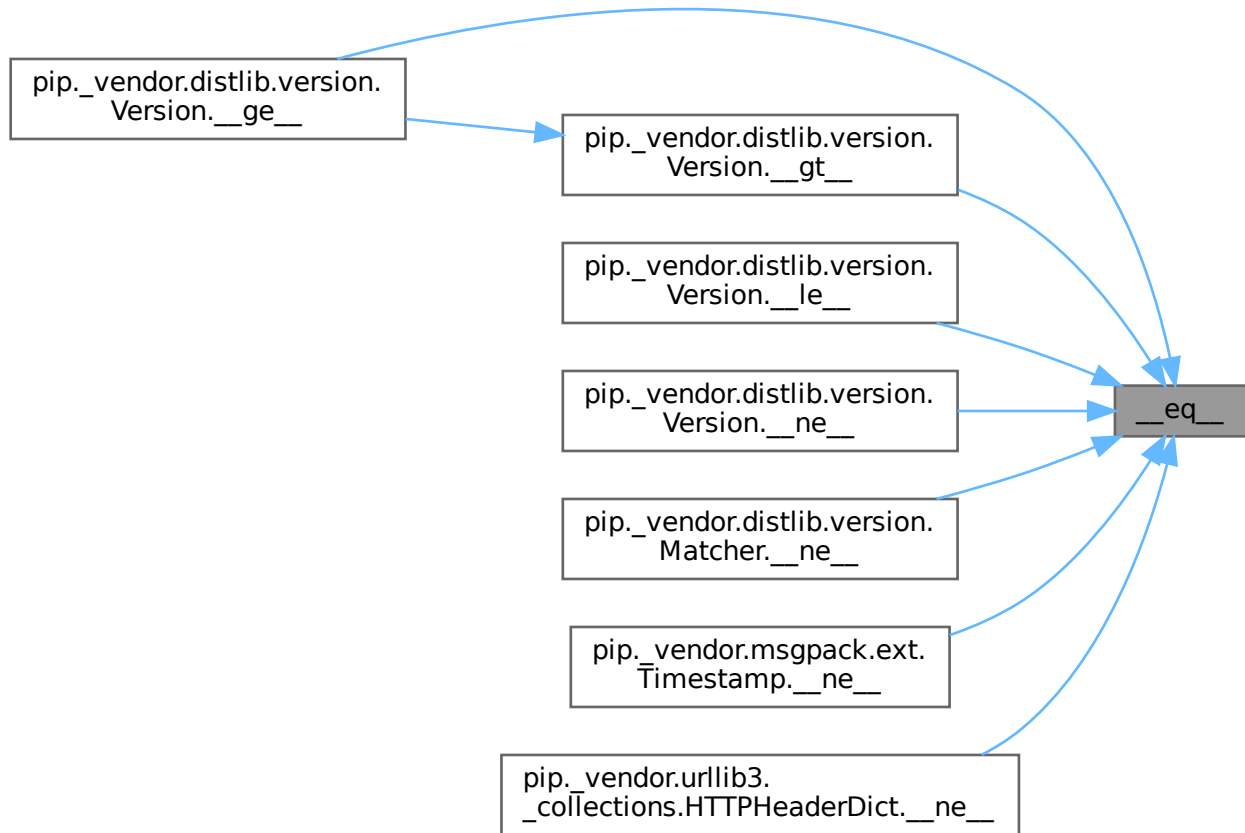 pip._vendor.distlib.version.
Version.__ge__
pip._vendor.distlib.version.
Version.__gt__
pip._vendor.distlib.version.
Version.__le__
pip._vendor.distlib.version.
Version.__ne__
__eq__
pip._vendor.distlib.version.
Matcher.__ne__
pip._vendor.msgpack.ext.
Timestamp.__ne__
pip._vendor.urllib3.
_collections.HTTPHeaderDict.__ne__